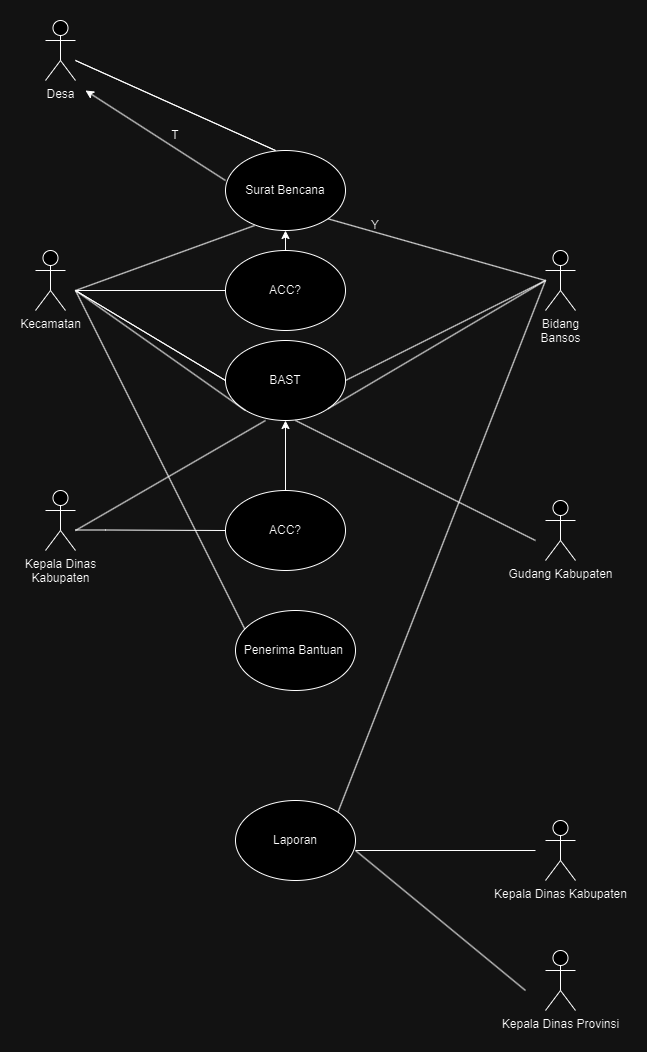 Desa
T
Surat Bencana
Y
Kecamatan
ACC?
Bidang
Bansos
BAST
Kepala Dinas
Kabupaten
ACC?
Gudang Kabupaten
Penerima Bantuan
Laporan
Kepala Dinas Kabupaten
Kepala Dinas Provinsi